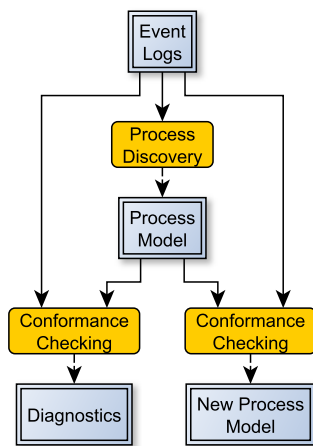 Event
Logs
Process
Discovery
Process
Model
Conformance
Checking
Conformance
Checking
Diagnostics
New Process
Model